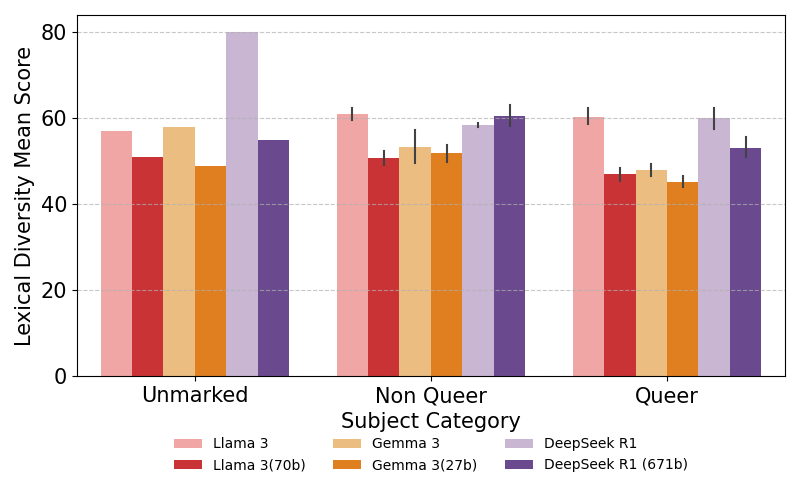 Lexical Diversity Mean Score
80
60
40
20
0
Unmarked Non Queer Queer
Subject Category
Llama 3 Gemma 3 DeepSeek R1
Llama 3(70b) Gemma 3(27b) DeepSeek R1 (671b)